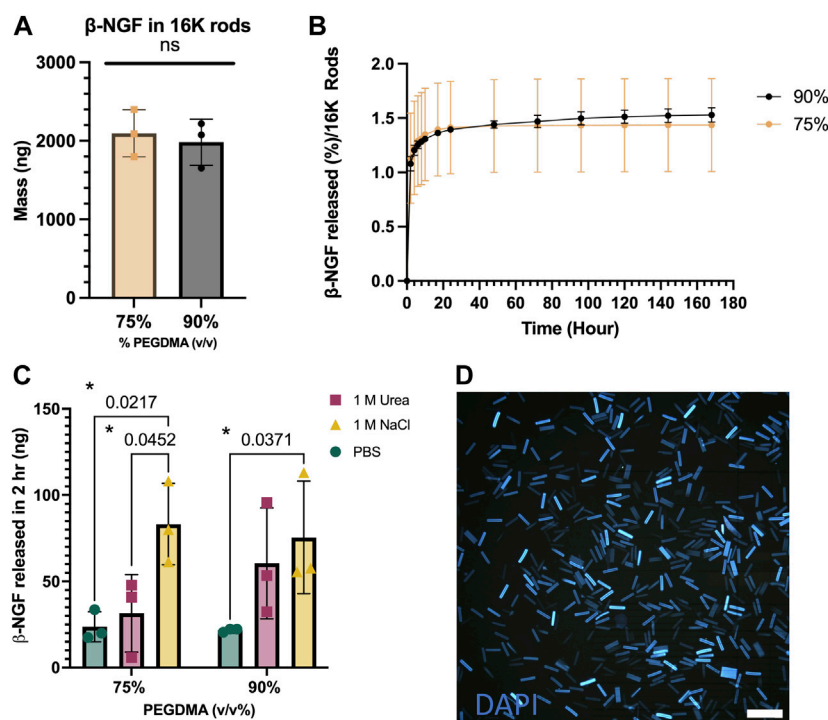 A
β-NGF in 16K rods
ns
3000
2000
1000
0
Mass (ng)
75%
90%
% PEGDMA (v/v)
B
2.0
1.5
1.0
0.5
0.0
β-NGF released (%)/16K Rods
0 20 40 60 80 100 120 140 160 180
Time (Hour)
90%
75%
C
*
0.0217
*
0.0452
*
0.0371
150
100
50
0
β-NGF released in 2 hr (ng)
75%
90%
PEGDMA (v/v%)
1 M Urea
1 M NaCl
PBS
D
DAPI